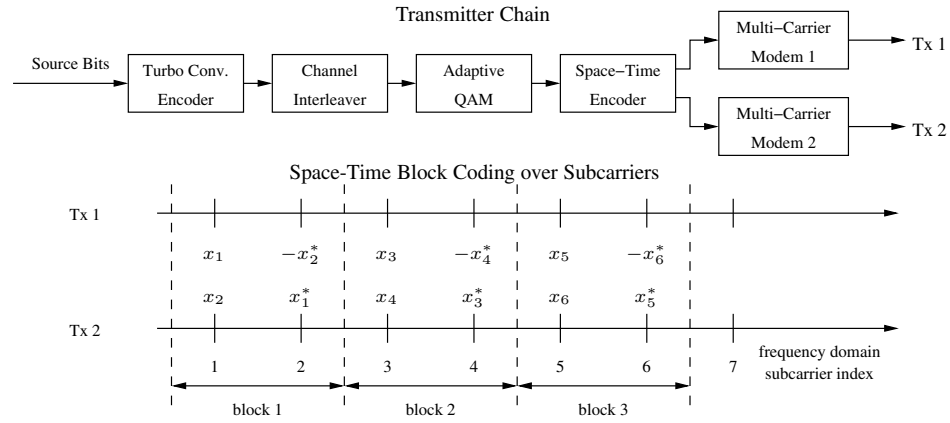 Transmitter Chain
Source Bits
Turbo Conv.
Encoder
Channel
Interleaver
Adaptive
QAM
Space−Time
Encoder
Multi−Carrier
Modem 1
Tx 1
Multi−Carrier
Modem 2
Tx 2
Space-Time Block Coding over Subcarriers
Tx 1
x₁ −x₂* x₃ −x₄* x₅ −x₆*
x₂ x₁* x₄ x₃* x₆ x₅*
Tx 2
1 2 3 4 5 6 7
frequency domain
subcarrier index
block 1 block 2 block 3